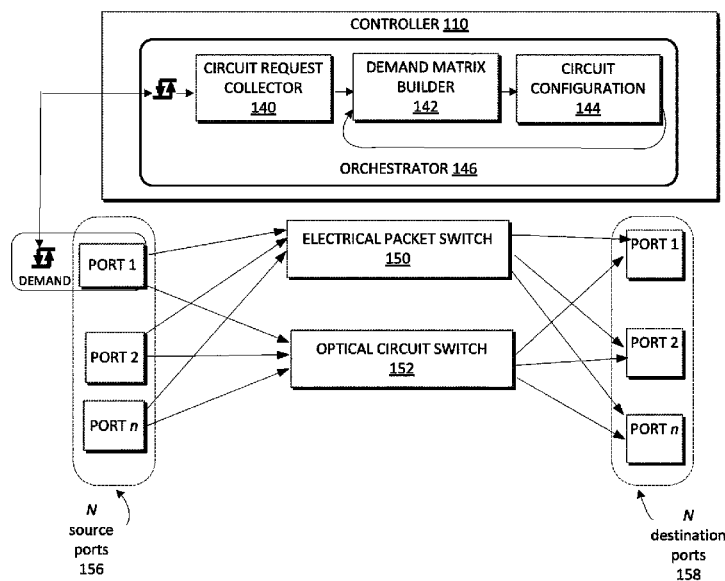 CONTROLLER 110
CIRCUIT REQUEST
COLLECTOR
140
DEMAND MATRIX
BUILDER
142
CIRCUIT
CONFIGURATION
144
ORCHESTRATOR 146
DEMAND
PORT 1
PORT 2
PORT n
ELECTRICAL PACKET SWITCH
150
OPTICAL CIRCUIT SWITCH
152
PORT 1
PORT 2
PORT n
N
source
ports
156
N
destination
ports
158